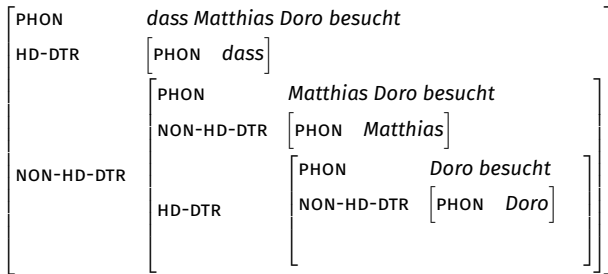 PHON dass Matthias Doro besucht
HD-DTR [PHON dass]
PHON Matthias Doro besucht
NON-HD-DTR [PHON Matthias]
NON-HD-DTR
PHON Doro besucht
HD-DTR
NON-HD-DTR [PHON Doro]